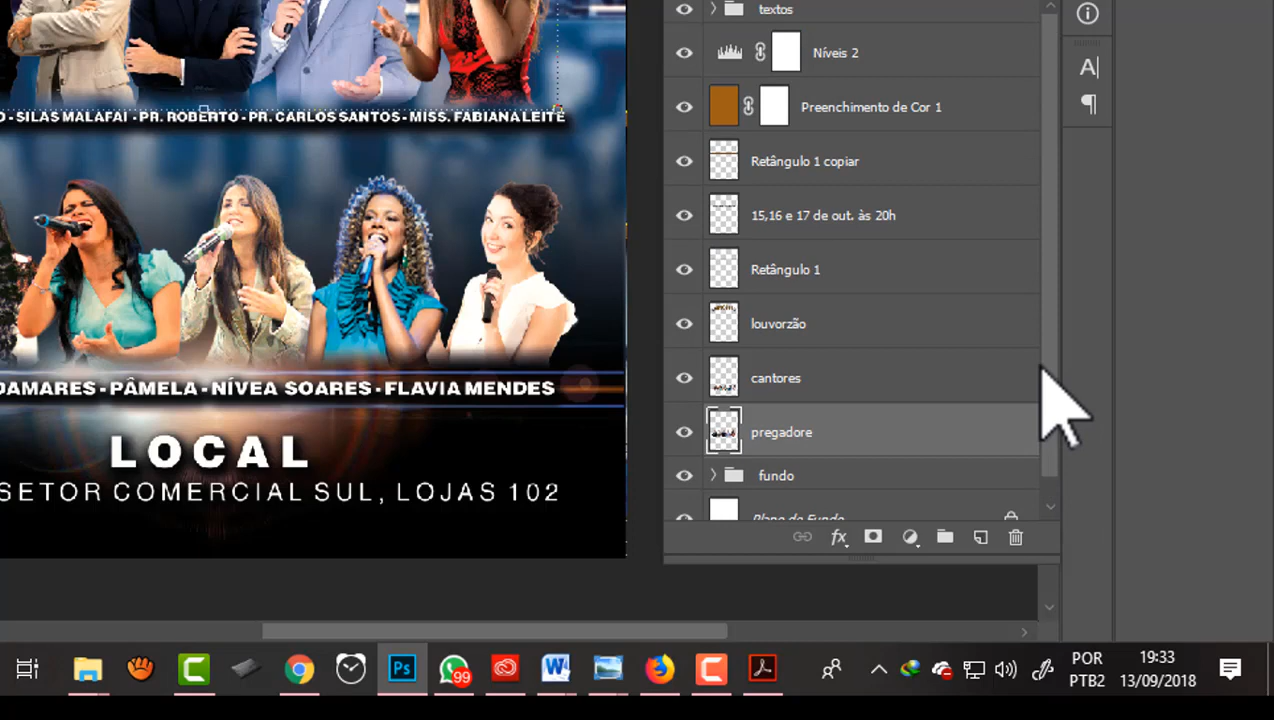 textos
Níveis 2
Preenchimento de Cor 1
Retângulo 1 copiar
15,16 e 17 de out. às 20h
Retângulo 1
louvorzão
cantores
pregadore
fundo
Plano de Fundo
O - SILAS MALAFAI - PR. ROBERTO - PR. CARLOS SANTOS - MISS. FABIANA LEITE
DAMARES - PÂMELA - NÍVEA SOARES - FLAVIA MENDES
LOCAL
SETOR COMERCIAL SUL, LOJAS 102
fx
A
Ps
99
W
POR
PTB2
19:33
13/09/2018